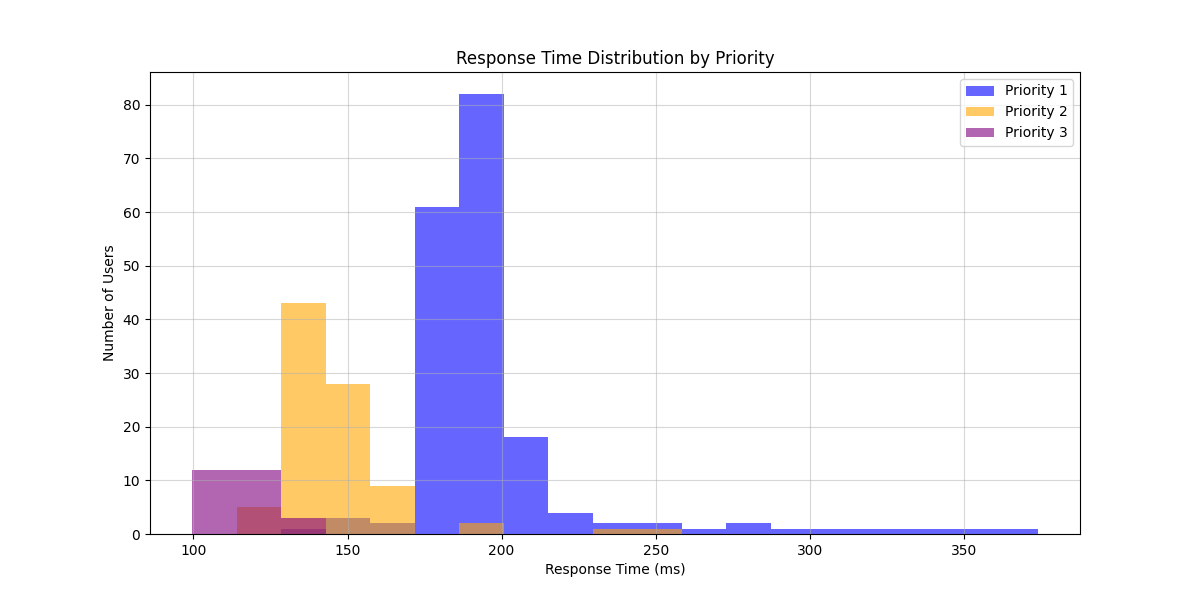 Response Time Distribution by Priority
Priority 1
Priority 2
Priority 3
Number of Users
80
70
60
50
40
30
20
10
0
100 150 200 250 300 350
Response Time (ms)